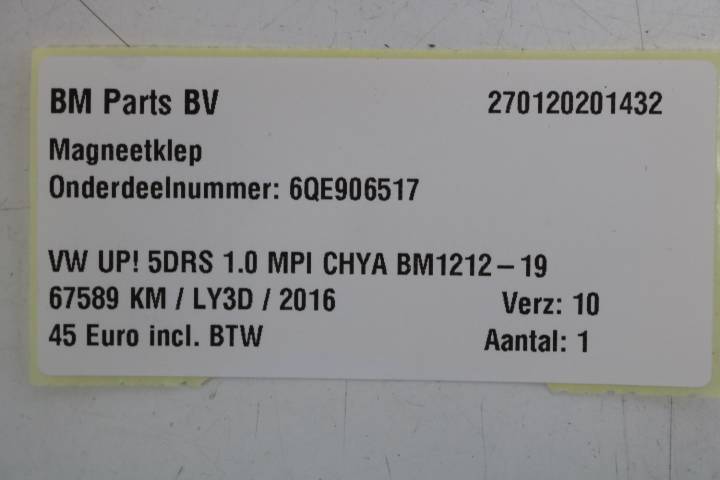 BM Parts BV 270120201432
Magneetklep
Onderdeelnummer: 6QE906517
VW UP! 5DRS 1.0 MPI CHYA BM1212-19
67589 KM / LY3D / 2016 Verz: 10
45 Euro incl. BTW Aantal: 1